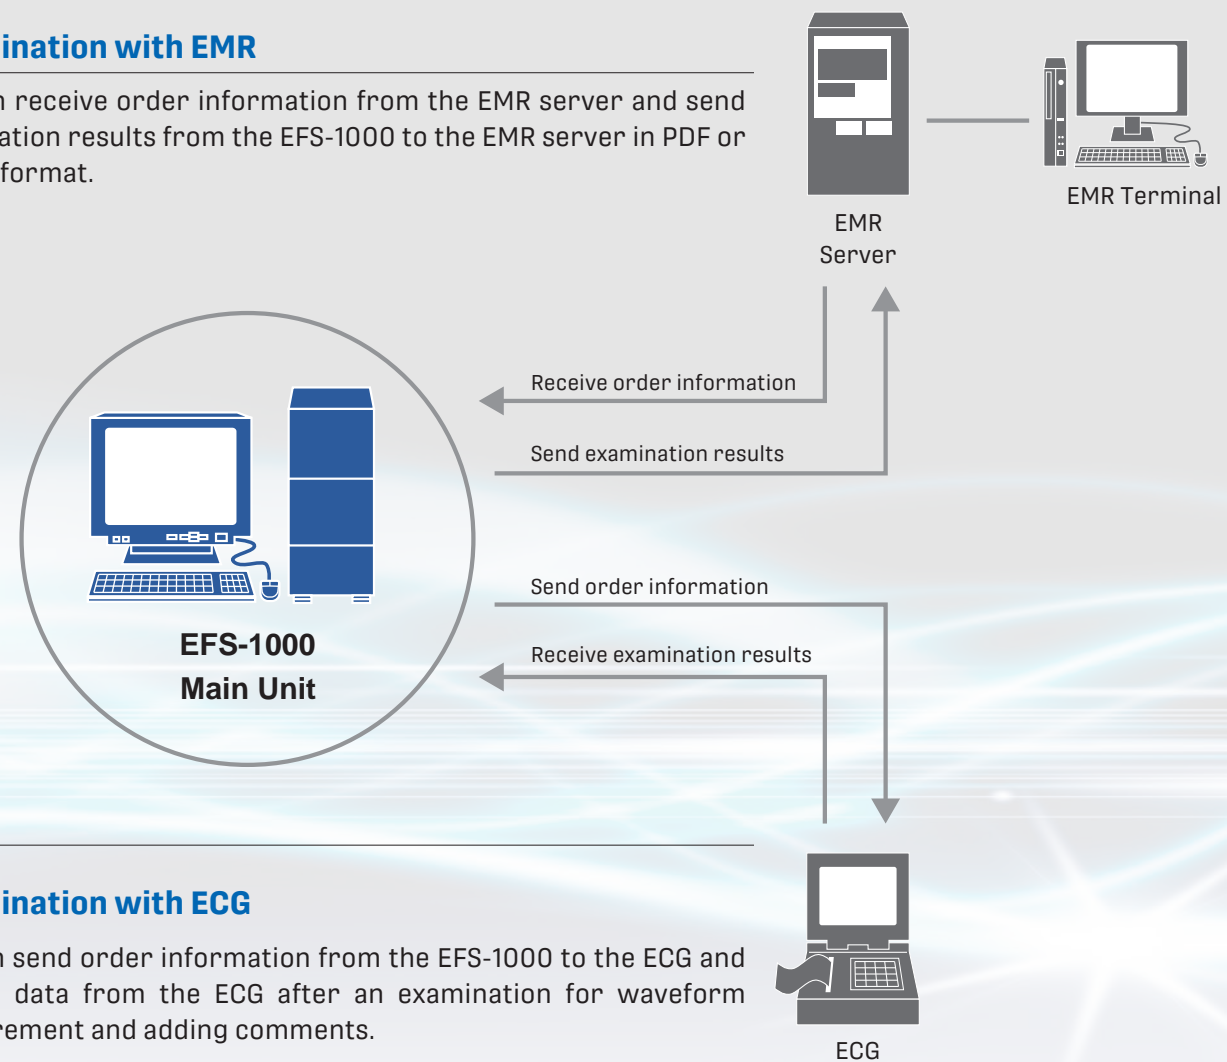 ination with EMR
n receive order information from the EMR server and send
ation results from the EFS-1000 to the EMR server in PDF or
format.
EMR
Server
EMR Terminal
Receive order information
Send examination results
EFS-1000
Main Unit
Send order information
Receive examination results
ination with ECG
n send order information from the EFS-1000 to the ECG and
data from the ECG after an examination for waveform
rement and adding comments.
ECG